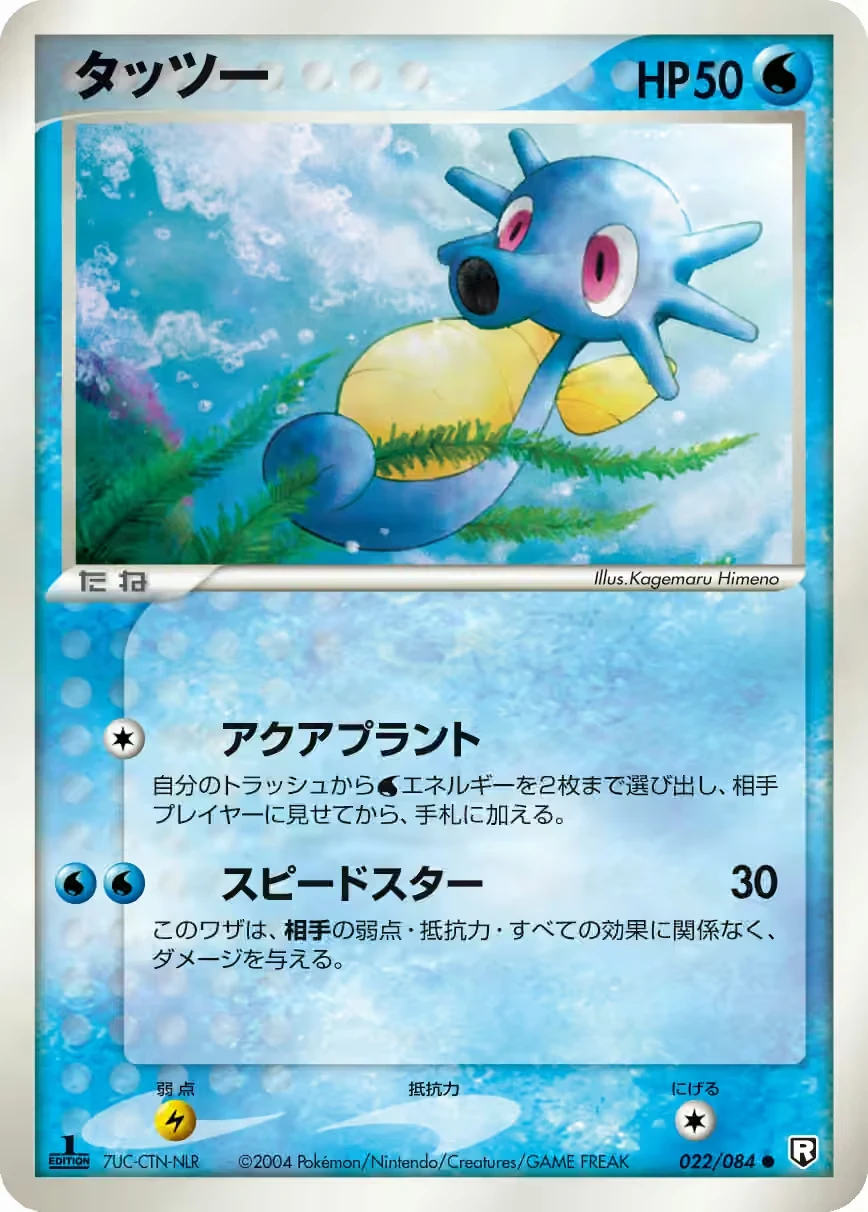 タッツー
HP50
たね
Illus.Kagemaru Himeno
アクアプラント
自分のトラッシュからエネルギーを2枚まで選び出し、相手
プレイヤーに見せてから、手札に加える。
スピードスター 30
このワザは、相手の弱点・抵抗力・すべての効果に関係なく、
ダメージを与える。
弱点 抵抗力 にげる
1 EDITION 7UC-CTN-NLR ©2004 Pokémon/Nintendo/Creatures/GAME FREAK 022/084 ● R